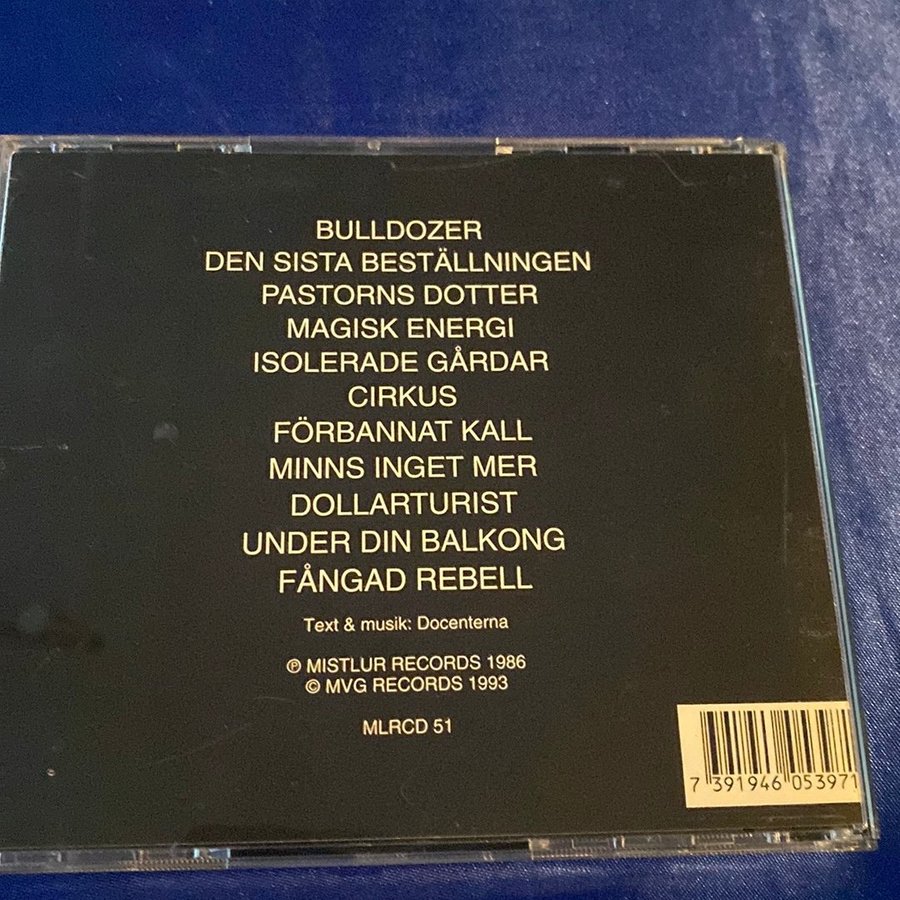 BULLDOZER
DEN SISTA BESTÄLLNINGEN
PASTORNS DOTTER
MAGISK ENERGI
ISOLERADE GÅRDAR
CIRKUS
FÖRBANNAT KALL
MINNS INGET MER
DOLLARTURIST
UNDER DIN BALKONG
FÅNGAD REBELL
Text & musik: Docenterna
℗ MISTLUR RECORDS 1986
© MVG RECORDS 1993
MLRCD 51
7 391946 053971